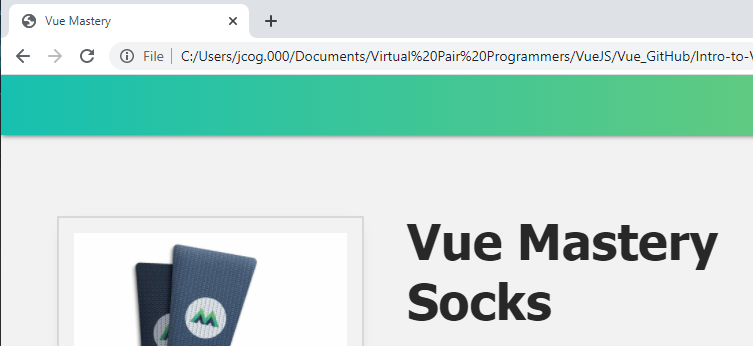 Vue Mastery
File
C:/Users/jcog.000/Documents/Virtual%20Pair%20Programmers/VueJS/Vue_GitHub/Intro-to-V
Vue Mastery
Socks